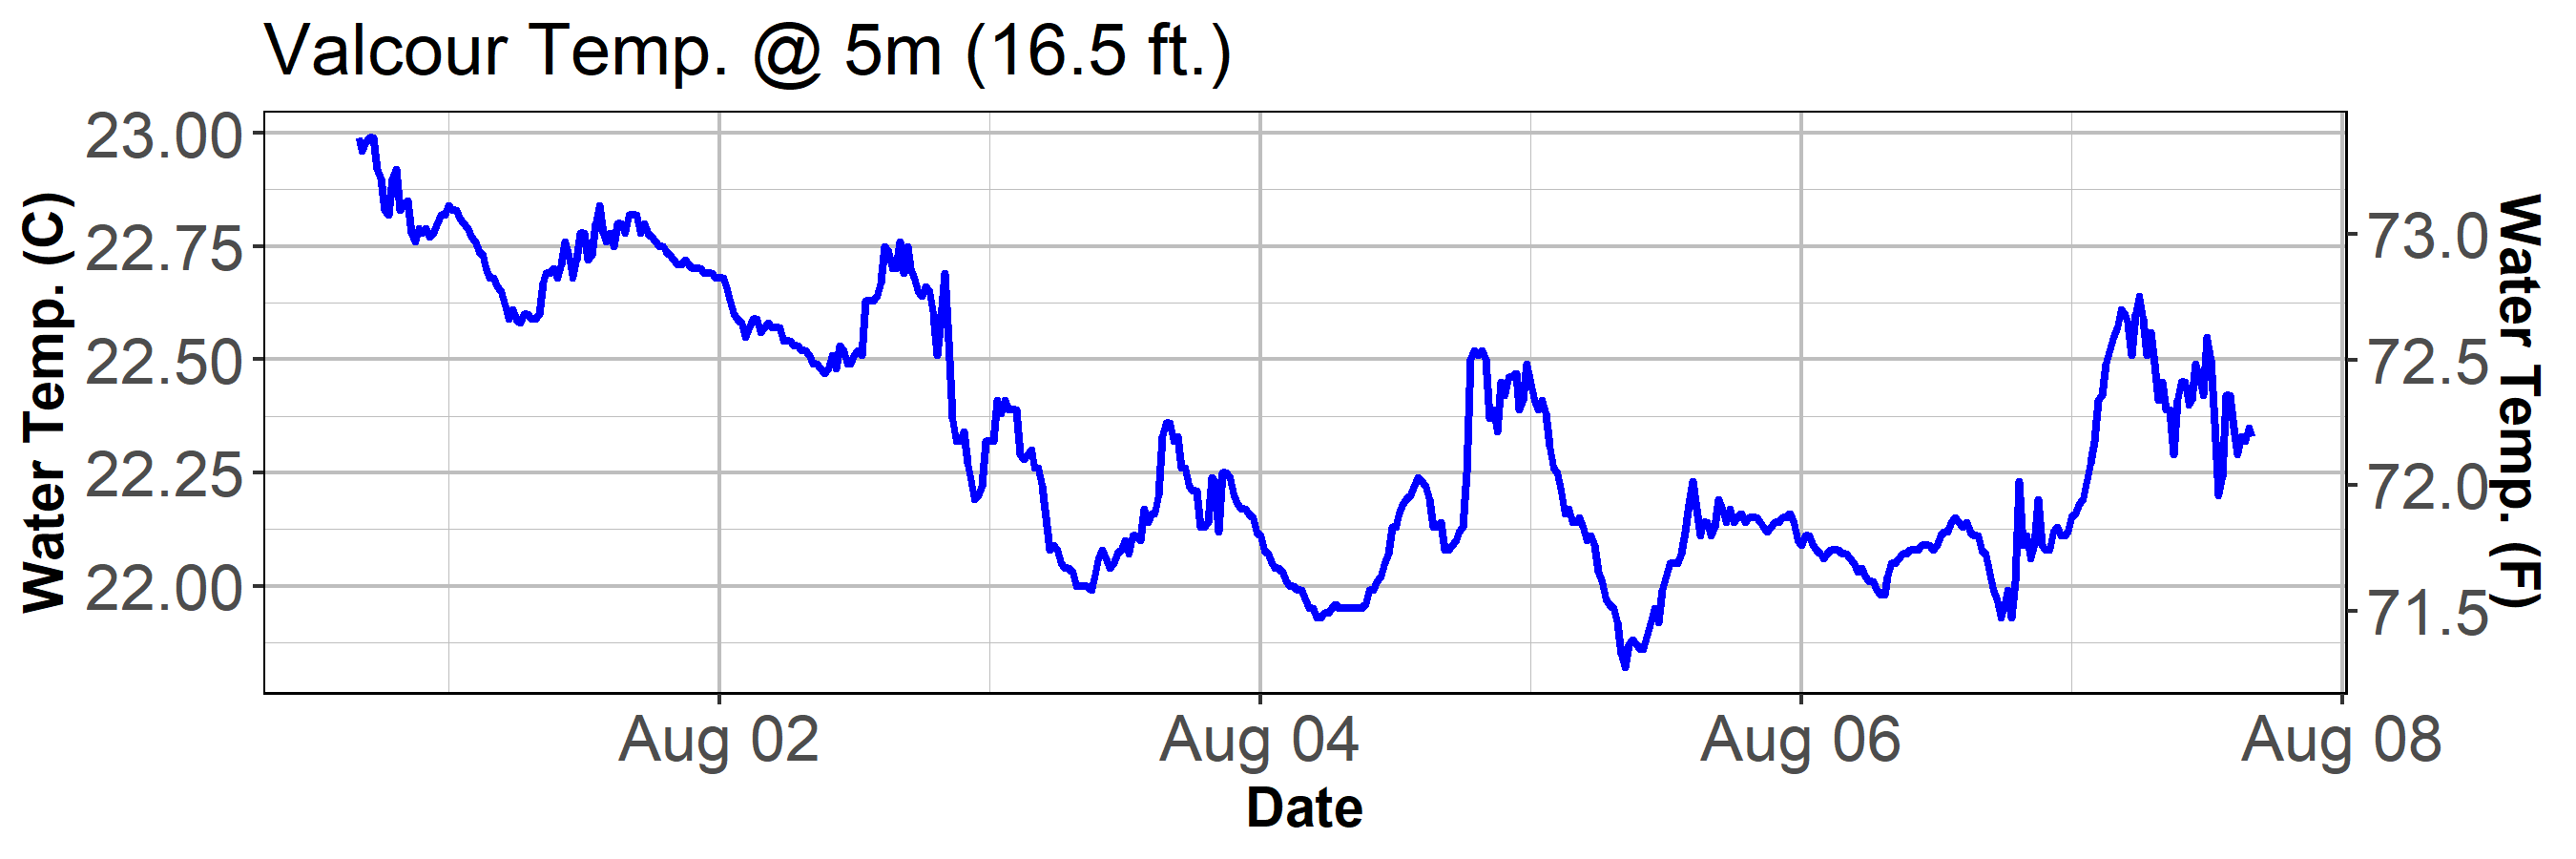 Valcour Temp. @ 5m (16.5 ft.)
Water Temp. (C)
23.00
22.75
22.50
22.25
22.00
73.0
72.5
72.0
71.5
Water Temp. (F)
Aug 02
Aug 04
Aug 06
Aug 08
Date